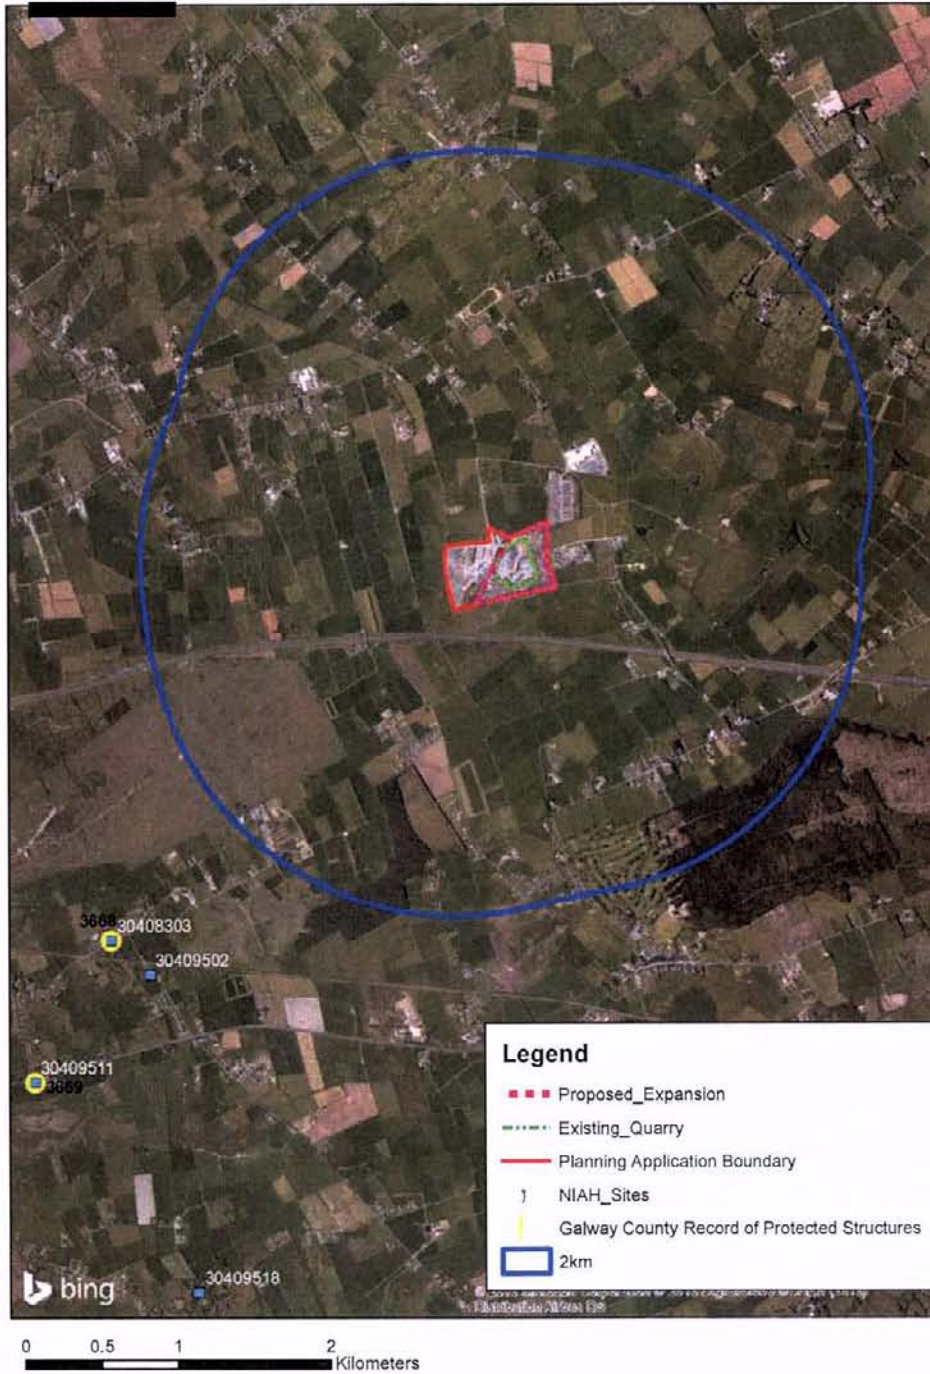 3668
30408303
30409502
30409511
3669
Legend
Proposed_Expansion
Existing_Quarry
Planning Application Boundary
NIAH_Sites
Galway County Record of Protected Structures
2km
bing
30409518
0 0.5 1 2
Kilometers